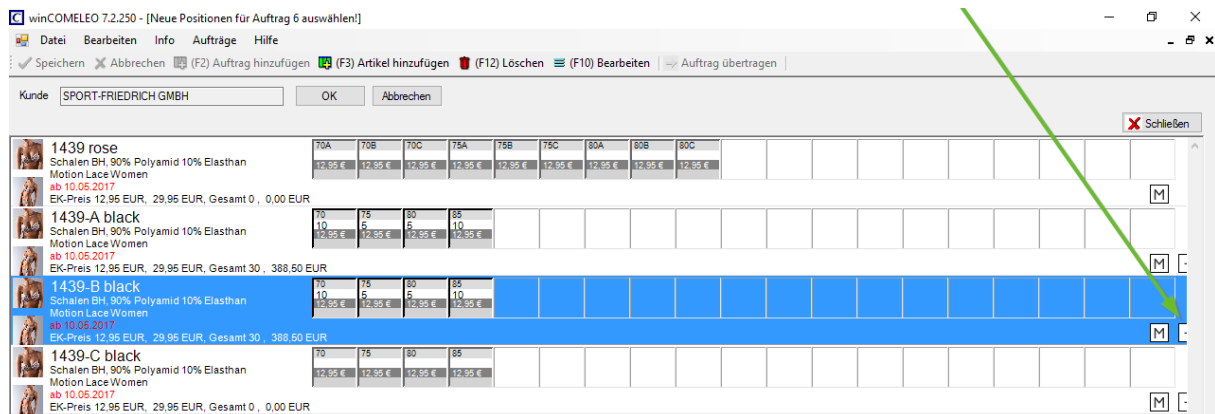 winCOMELEO 7.2.250 - [Neue Positionen für Auftrag 6 auswählen!]
Datei Bearbeiten Info Aufträge Hilfe
Speichern Abbrechen (F2) Auftrag hinzufügen (F3) Artikel hinzufügen (F12) Löschen (F10) Bearbeiten Auftrag übertragen
Kunde SPORT-FRIEDRICH GMBH OK Abbrechen
Schließen
1439 rose
70A 70B 70C 75A 75B 75C 80A 80B 80C
Schalen BH, 90% Polyamid 10% Elasthan
12,95 € 12,95 € 12,95 € 12,95 € 12,95 € 12,95 € 12,95 € 12,95 € 12,95 €
Motion Lace Women
ab 10.05.2017
EK-Preis 12,95 EUR, 29,95 EUR, Gesamt 0 , 0,00 EUR
M
1439-A black
70 75 80 85
10 5 5 10
Schalen BH, 90% Polyamid 10% Elasthan
12,95 € 12,95 € 12,95 € 12,95 €
Motion Lace Women
ab 10.05.2017
EK-Preis 12,95 EUR, 29,95 EUR, Gesamt 30 , 388,50 EUR
M
1439-B black
70 75 80 85
10 5 5 10
Schalen BH, 90% Polyamid 10% Elasthan
12,95 € 12,95 € 12,95 € 12,95 €
Motion Lace Women
ab 10.05.2017
EK-Preis 12,95 EUR, 29,95 EUR, Gesamt 30 , 388,50 EUR
M
1439-C black
70 75 80 85
Schalen BH, 90% Polyamid 10% Elasthan
12,95 € 12,95 € 12,95 € 12,95 €
Motion Lace Women
ab 10.05.2017
EK-Preis 12,95 EUR, 29,95 EUR, Gesamt 0 , 0,00 EUR
M